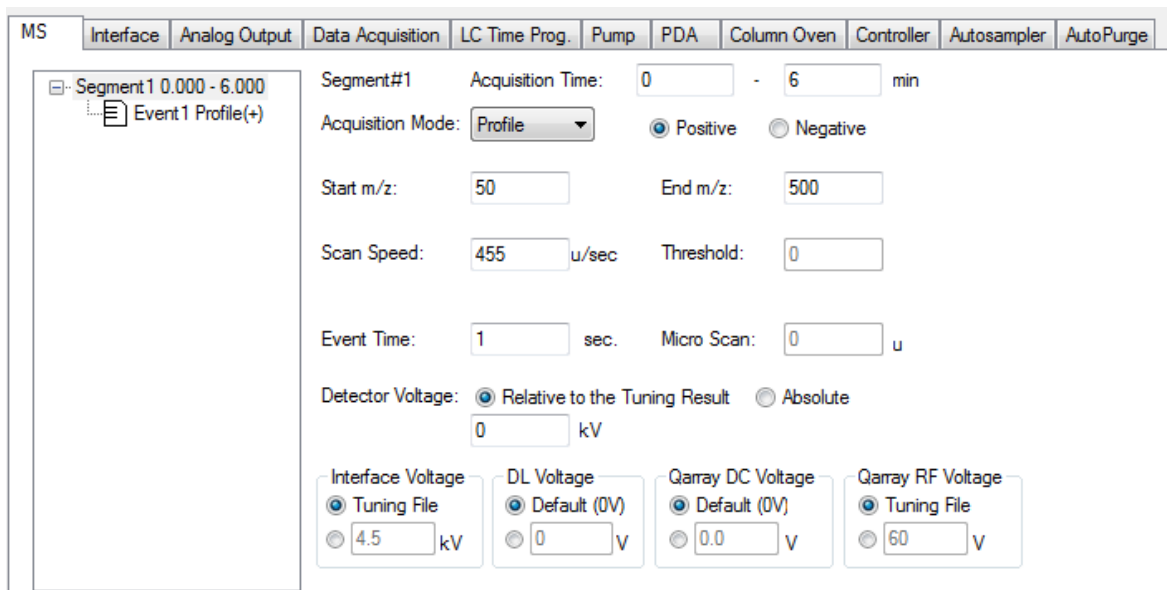 MS Interface Analog Output Data Acquisition LC Time Prog. Pump PDA Column Oven Controller Autosampler AutoPurge
Segment1 0.000 - 6.000
Event1 Profile(+)
Segment#1 Acquisition Time: 0 - 6 min
Acquisition Mode: Profile Positive Negative
Start m/z: 50 End m/z: 500
Scan Speed: 455 u/sec Threshold: 0
Event Time: 1 sec. Micro Scan: 0 u
Detector Voltage: Relative to the Tuning Result Absolute
0 kV
Interface Voltage DL Voltage Qarray DC Voltage Qarray RF Voltage
Tuning File Default (0V) Default (0V) Tuning File
4.5 kV 0 V 0.0 V 60 V